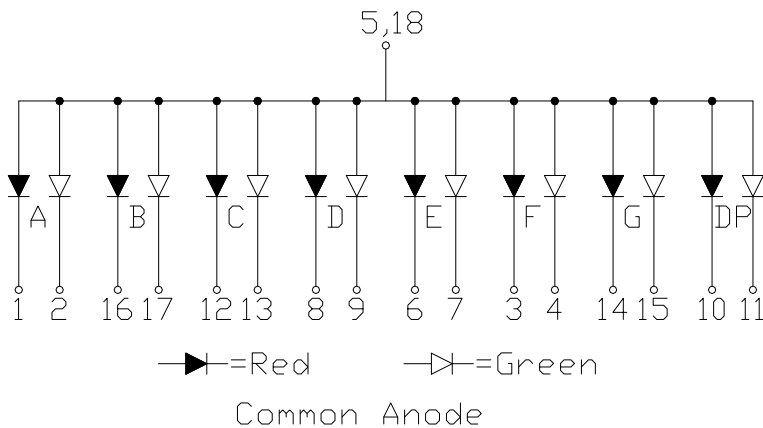 5,18
A B C D E F G DP
1 2 16 17 12 13 8 9 6 7 3 4 14 15 10 11
=Red =Green
Common Anode